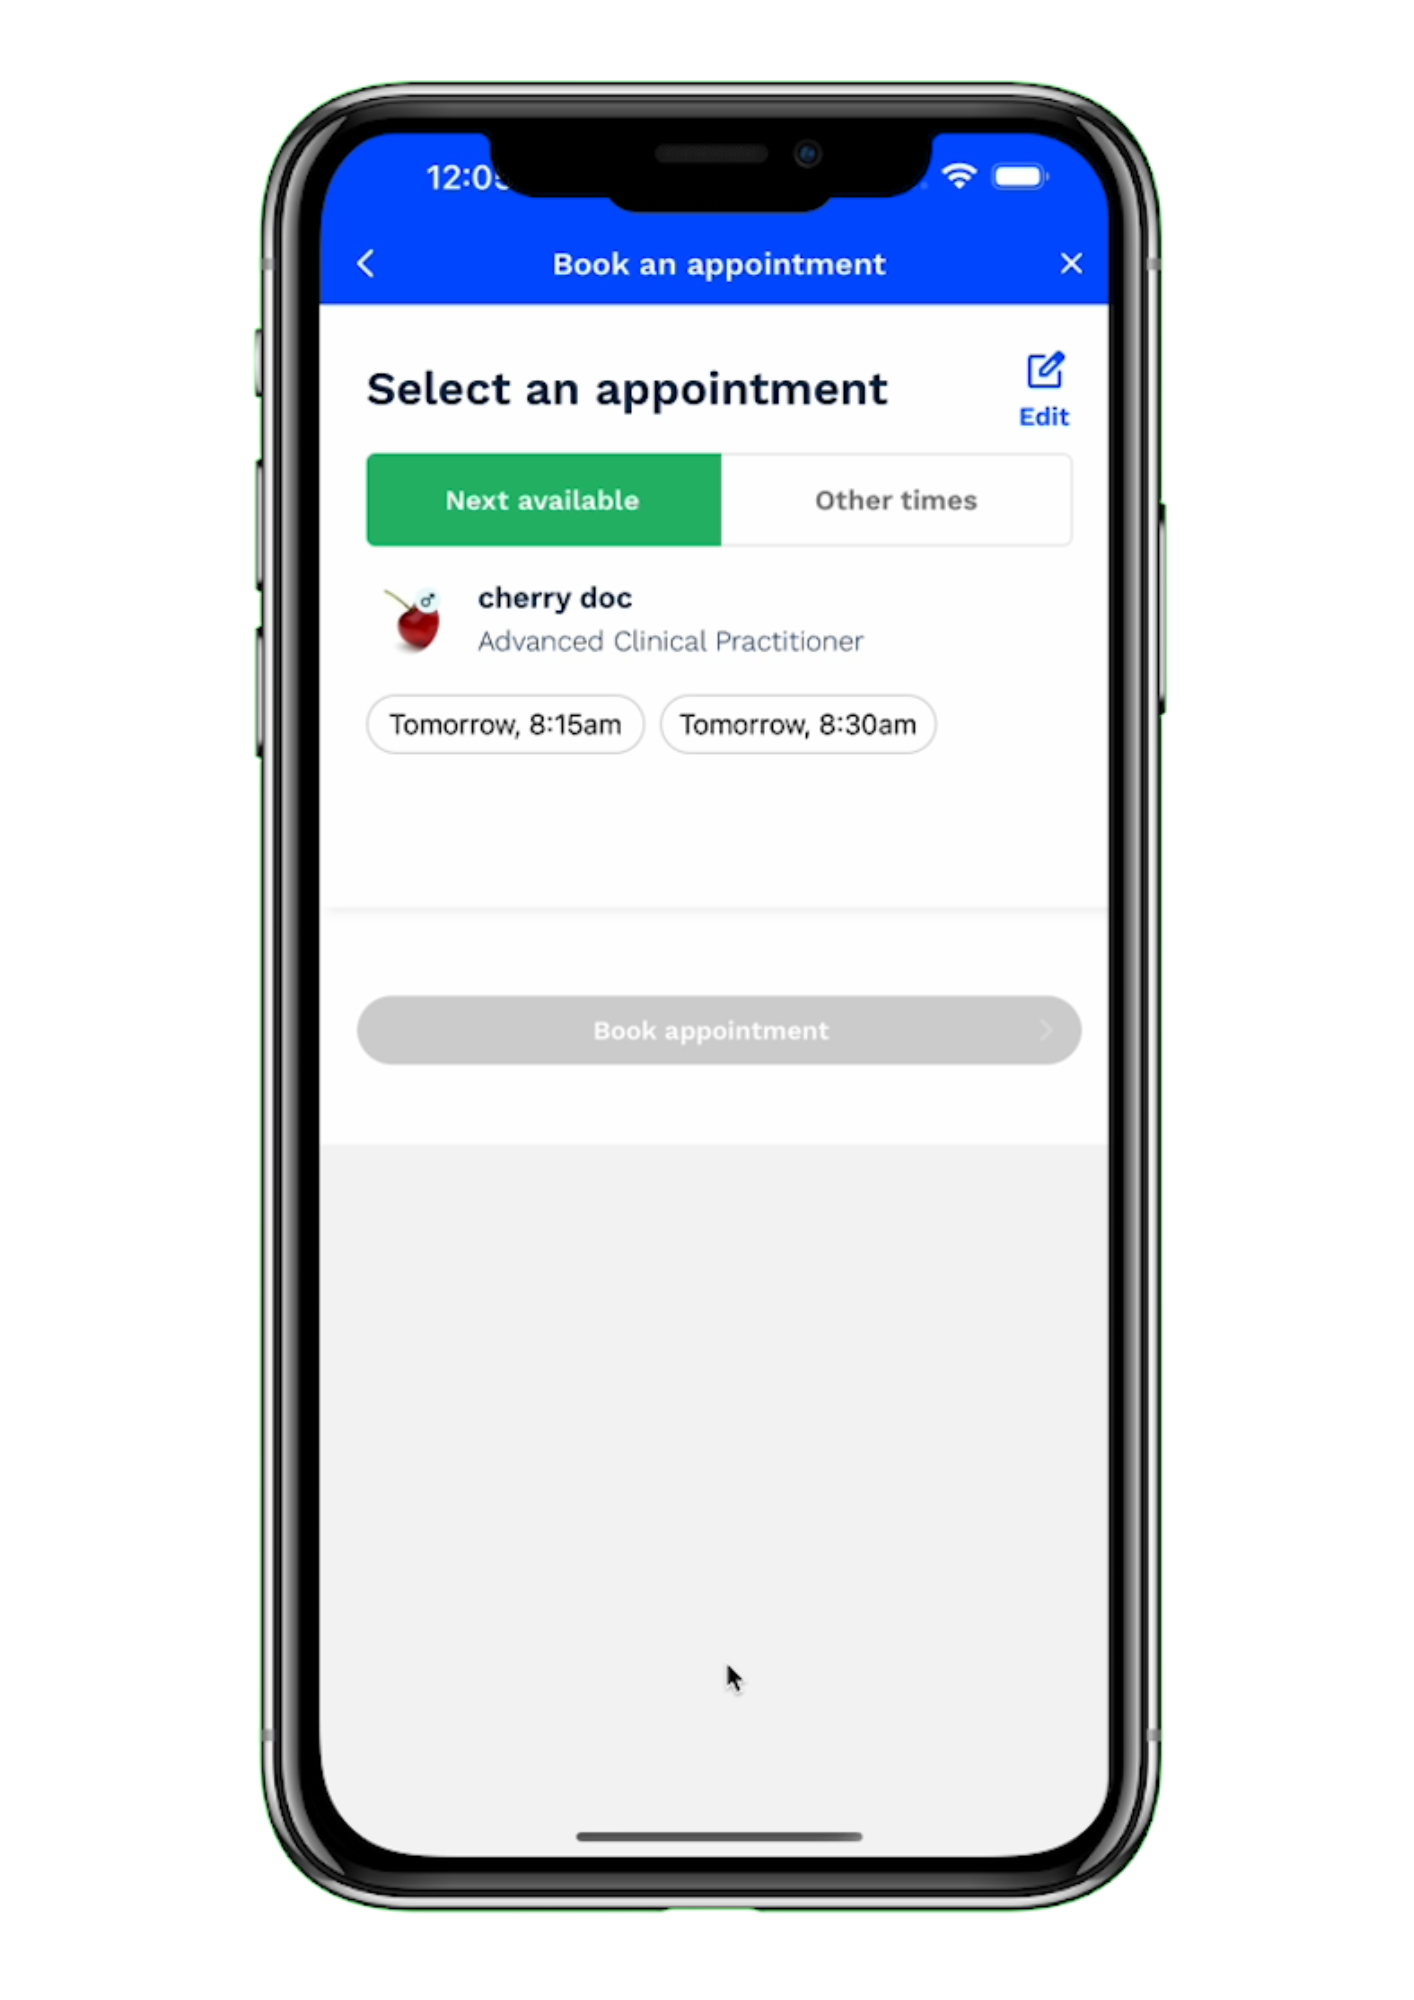 Book an appointment
Select an appointment
Edit
Next available
Other times
cherry doc
Advanced Clinical Practitioner
Tomorrow, 8:15am
Tomorrow, 8:30am
Book appointment